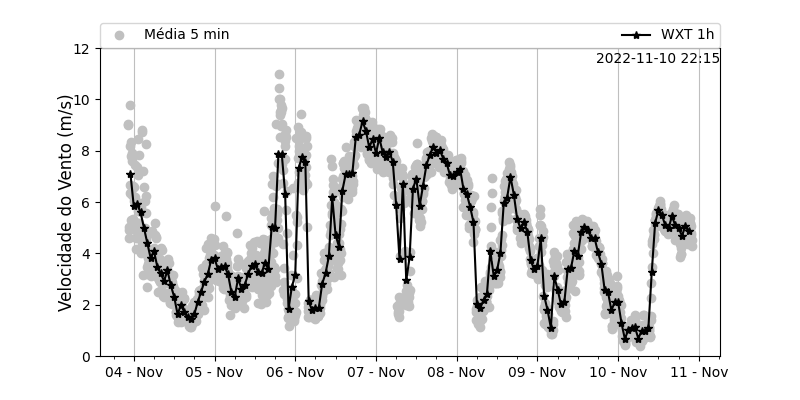 Média 5 min
WXT 1h
2022-11-10 22:15
Velocidade do Vento (m/s)
12
10
8
6
4
2
0
04 - Nov 05 - Nov 06 - Nov 07 - Nov 08 - Nov 09 - Nov 10 - Nov 11 - Nov